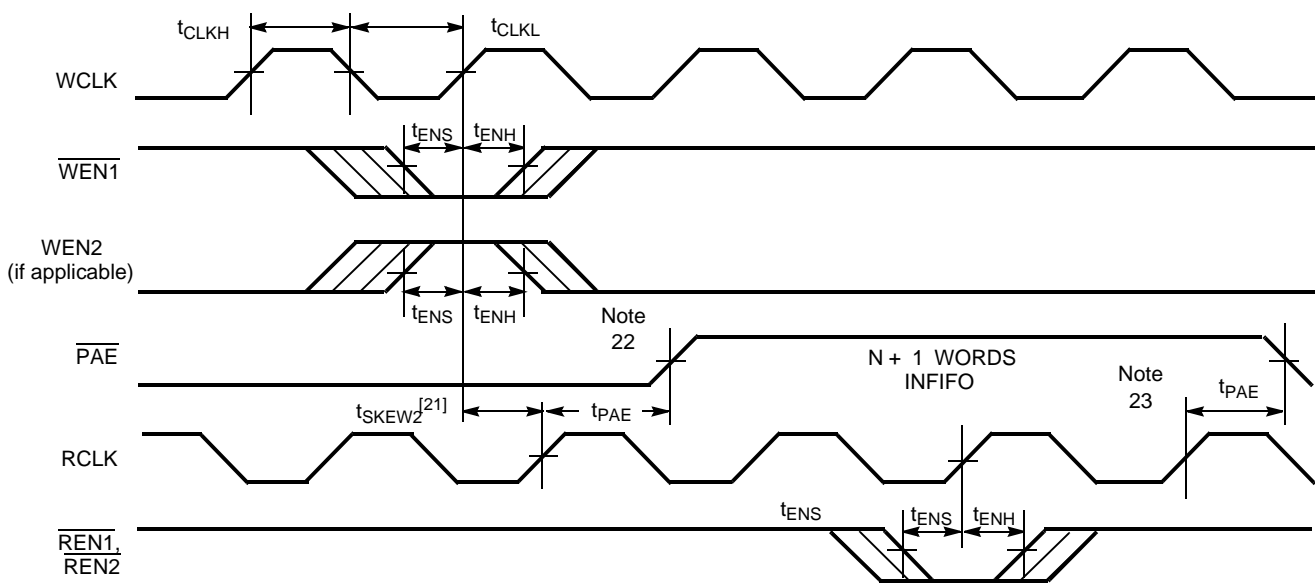 tCLKH
tCLKL
WCLK
tENS
tENH
WEN1
WEN2
(if applicable)
tENS
tENH
Note
22
PAE
N + 1 WORDS
INFIFO
Note
23
tPAE
tSKEW2[21]
tPAE
RCLK
tENS
tENS
tENH
REN1,
REN2